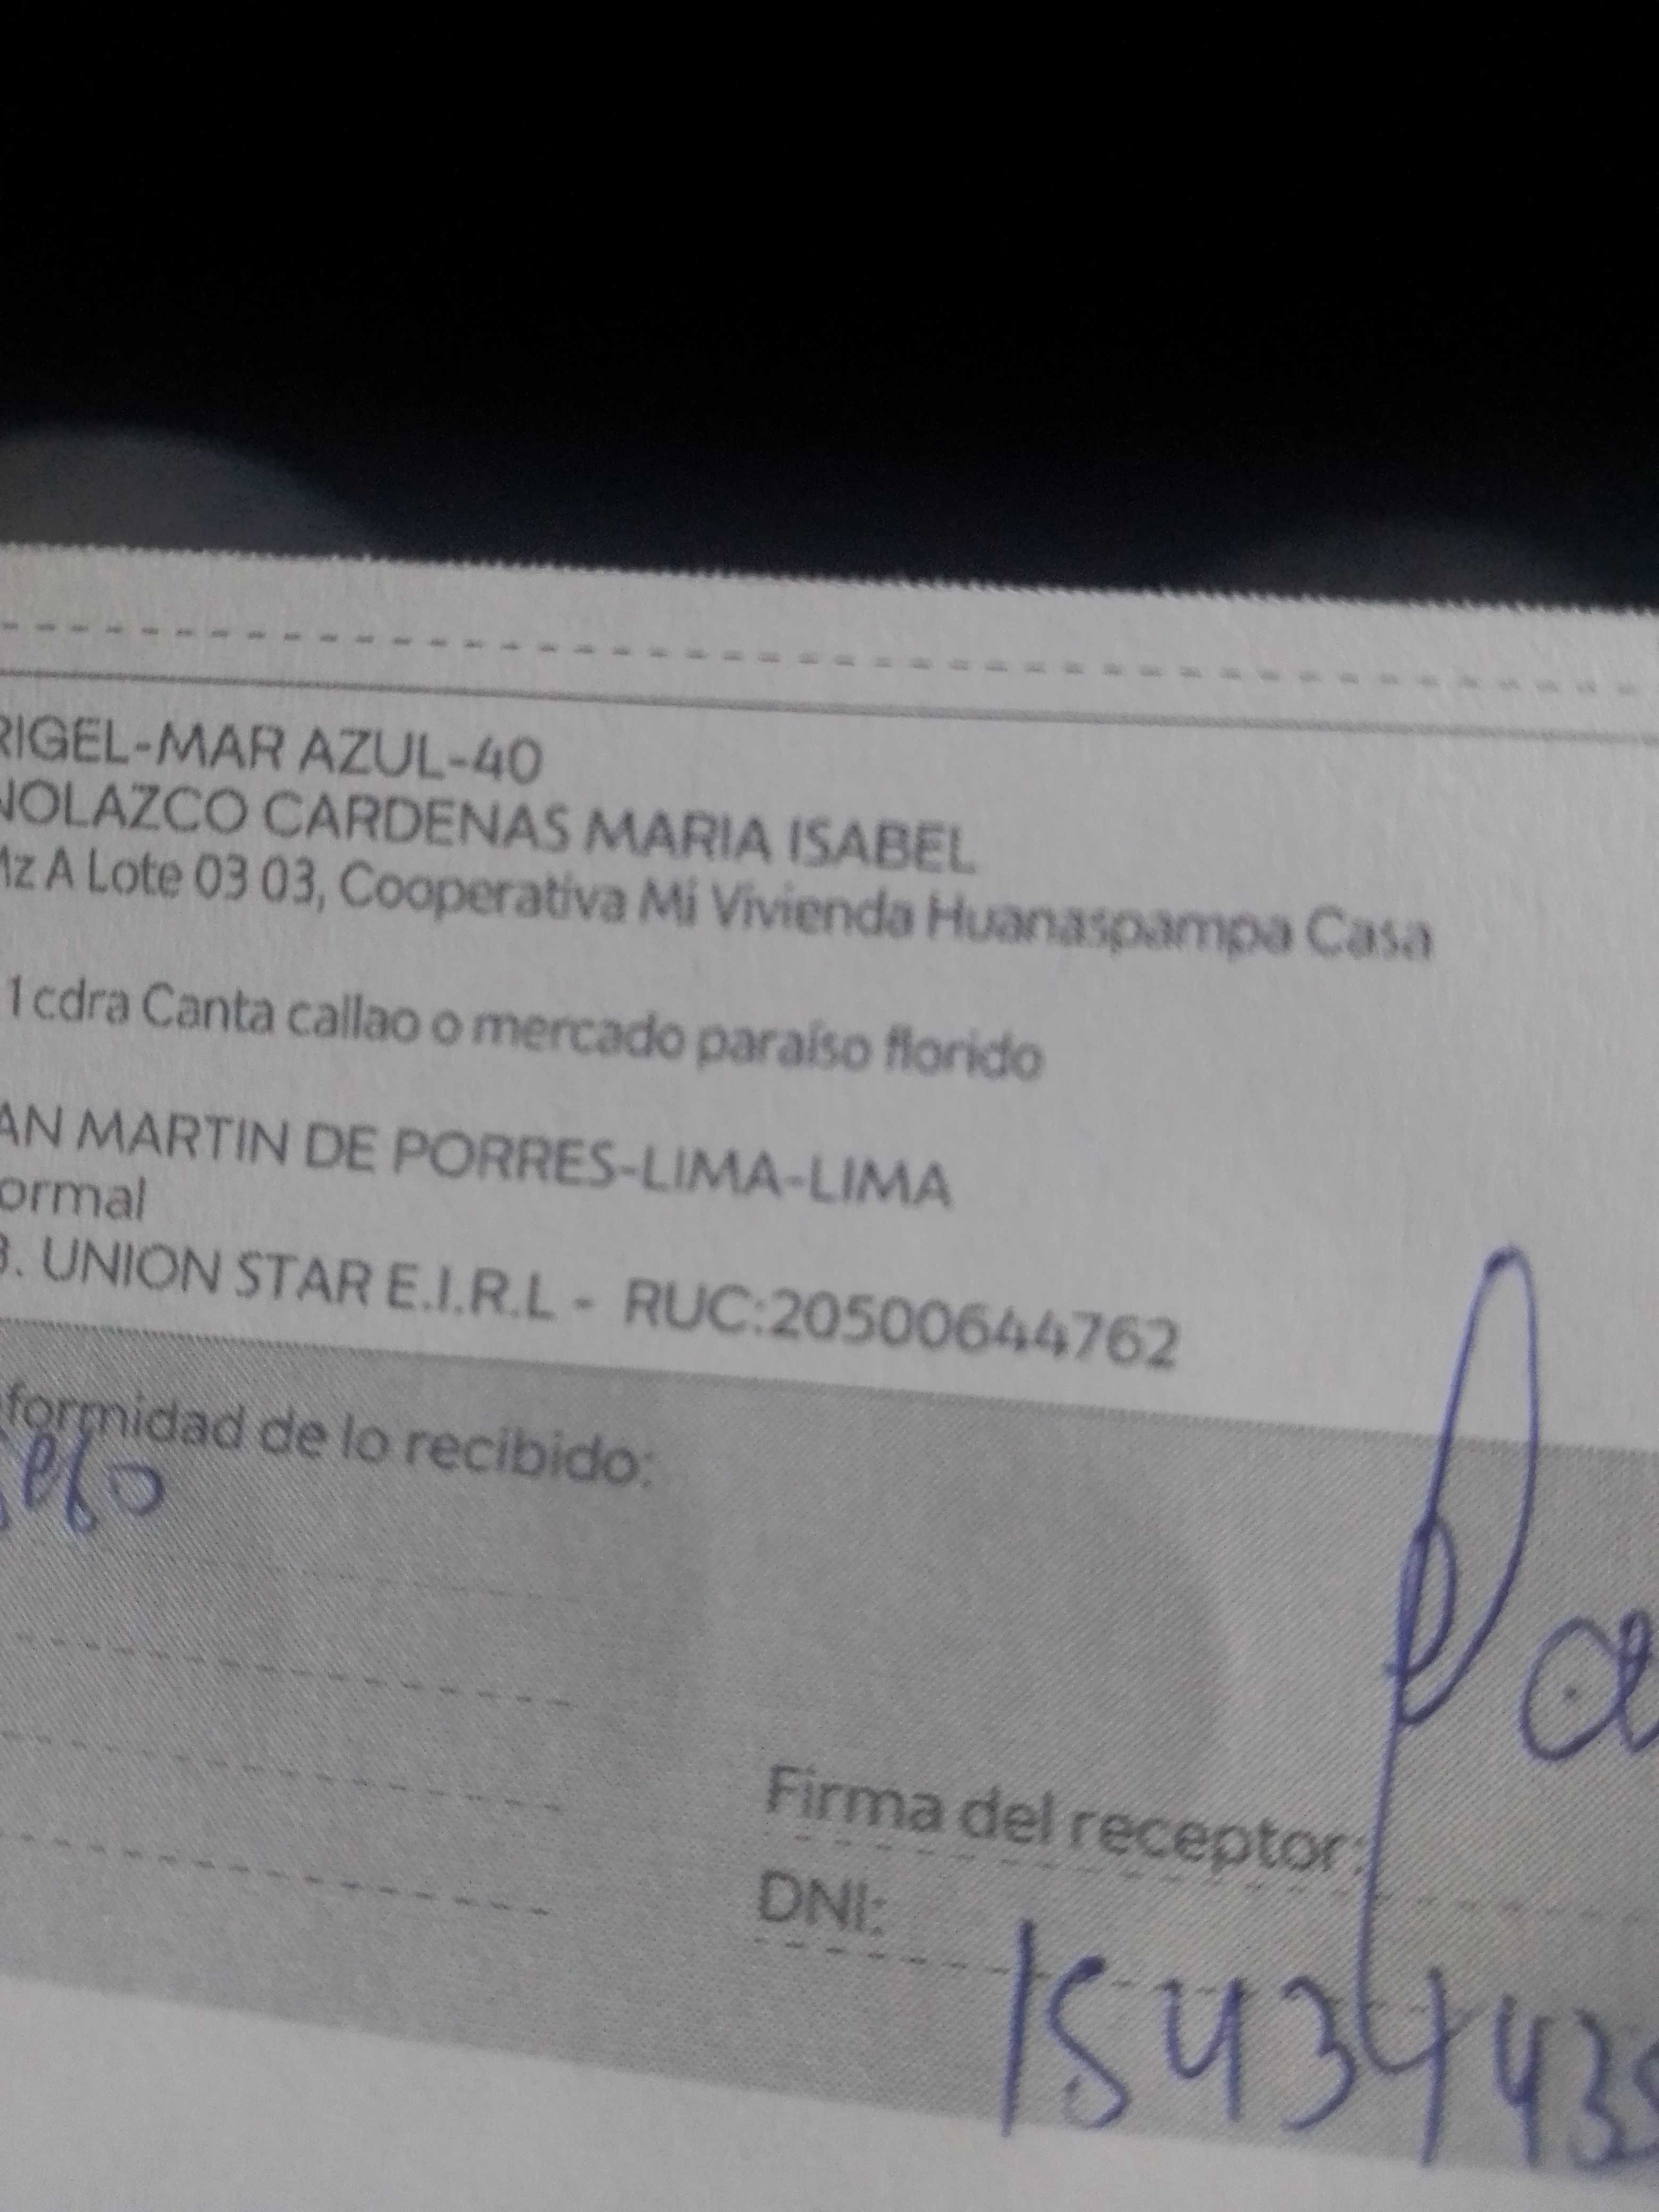 RIGEL-MAR AZUL-40
NOLAZCO CARDENAS MARIA ISABEL
Mz A Lote 03 03, Cooperativa Mi Vivienda Huanaspampa Casa
1 cdra Canta callao o mercado paraíso florido
AN MARTIN DE PORRES-LIMA-LIMA
ormal
B. UNION STAR E.I.R.L - RUC:20500644762
formidad de lo recibido:
Firma del receptor:
DNI:
15434435